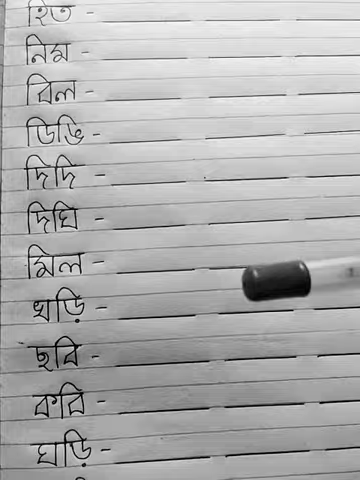 হিত - 
নিম -
বিল -
ডিঙি -
দিদি -
দিঘি -
মিল -
খড়ি -
ছবি -
কবি -
ঘড়ি -